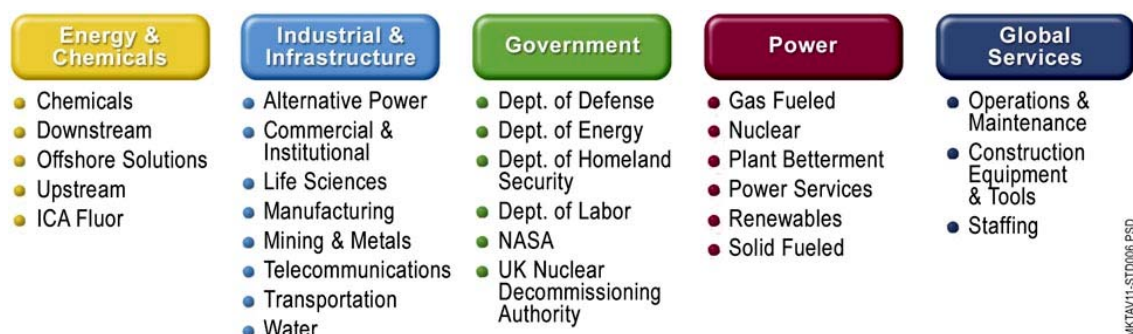 Energy &
Chemicals
Chemicals
Downstream
Offshore Solutions
Upstream
ICA Fluor
Industrial &
Infrastructure
Alternative Power
Commercial &
Institutional
Life Sciences
Manufacturing
Mining & Metals
Telecommunications
Transportation
Water
Government
Dept. of Defense
Dept. of Energy
Dept. of Homeland
Security
Dept. of Labor
NASA
UK Nuclear
Decommissioning
Authority
Power
Gas Fueled
Nuclear
Plant Betterment
Power Services
Renewables
Solid Fueled
Global
Services
Operations &
Maintenance
Construction
Equipment
& Tools
Staffing
MKTAV11-STD006.PSD